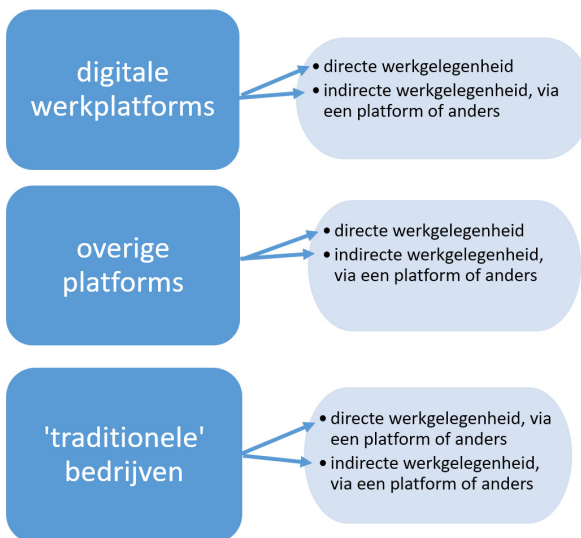 digitale
werkplatforms
• directe werkgelegenheid
• indirecte werkgelegenheid, via
een platform of anders
overige
platforms
• directe werkgelegenheid
• indirecte werkgelegenheid,
via een platform of anders
'traditionele'
bedrijven
• directe werkgelegenheid, via
een platform of anders
• indirecte werkgelegenheid,
via een platform of anders